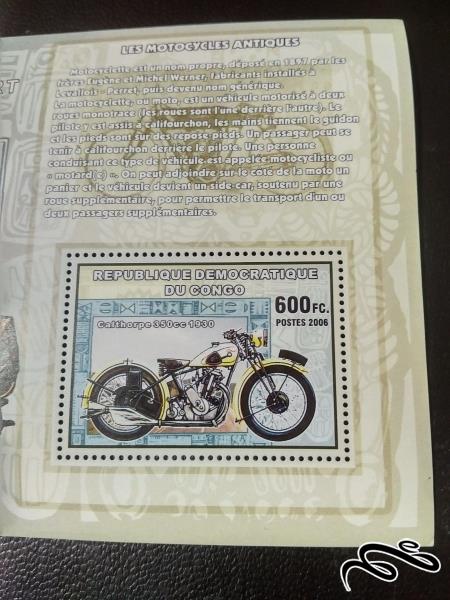 LES MOTOCYCLES ANTIQUES
Motocyclette est un nom propre, déposé en 1897 par les
frères Eugène et Michel Werner, fabricants installés à
Levallois - Perret, puis devenu nom générique.
La motocyclette, ou moto, est un véhicule motorisé à deux
roues monotrace (les roues sont l'une derrière l'autre). Le
pilote y est assis à califourchon, les mains tiennent le guidon
et les pieds sont sur des repose pieds. Un passager peut se
tenir à califourchon derrière le pilote. Une personne
conduisant ce type de véhicule est appelée motocycliste ou
« motard(e) ». On peut adjoindre sur le côté de la moto un
panier et le véhicule devient un side-car, soutenu par une
roue supplémentaire, pour permettre le transport d'un ou
deux passagers supplémentaires.
RT
REPUBLIQUE DEMOCRATIQUE
DU CONGO
600FC.
POSTES 2006
Calthorpe 350cc 1930